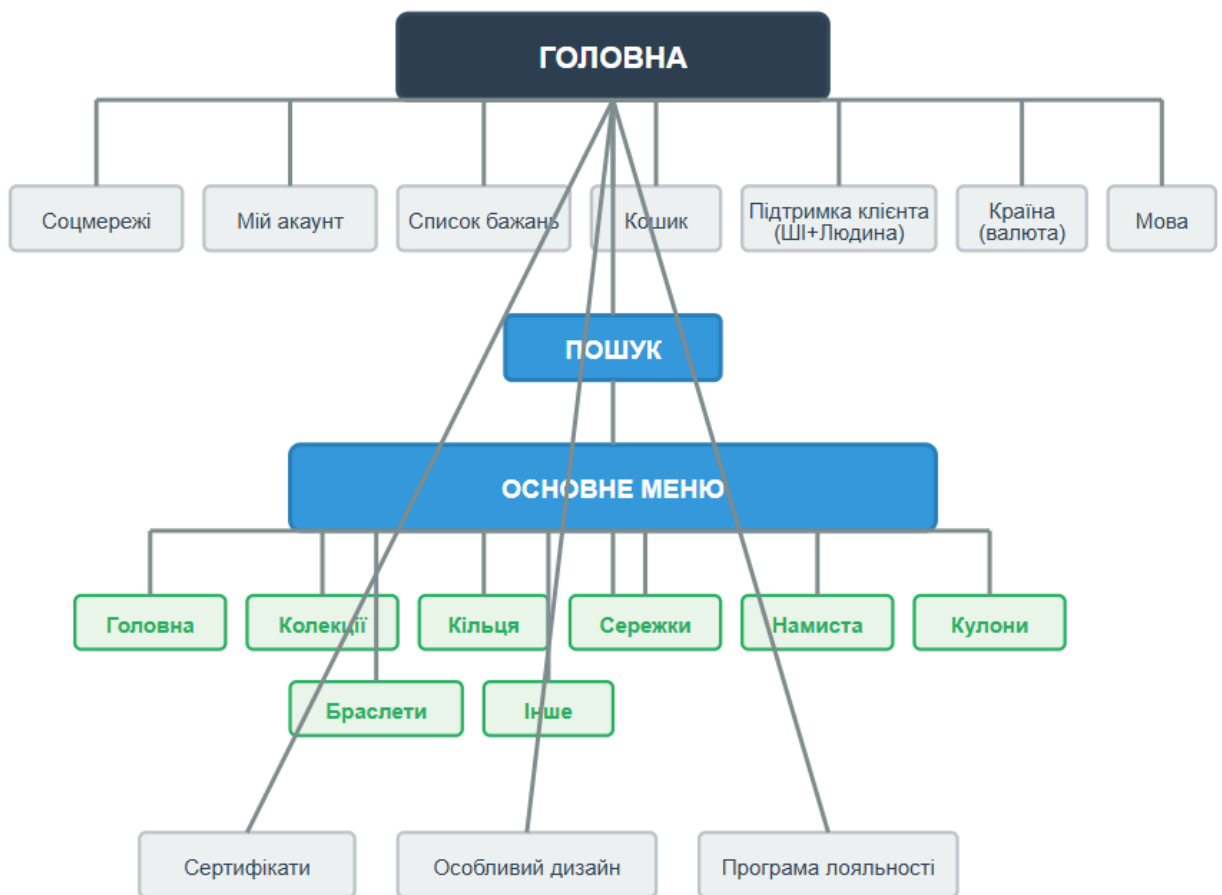 ГОЛОВНА
Соцмережі
Мій акаунт
Список бажань
Кошик
Підтримка клієнта
(ШІ+Людина)
Країна
(валюта)
Мова
ПОШУК
ОСНОВНЕ МЕНЮ
Головна
Колекції
Кільця
Сережки
Намиста
Кулони
Браслети
Інше
Сертифікати
Особливий дизайн
Програма лояльності